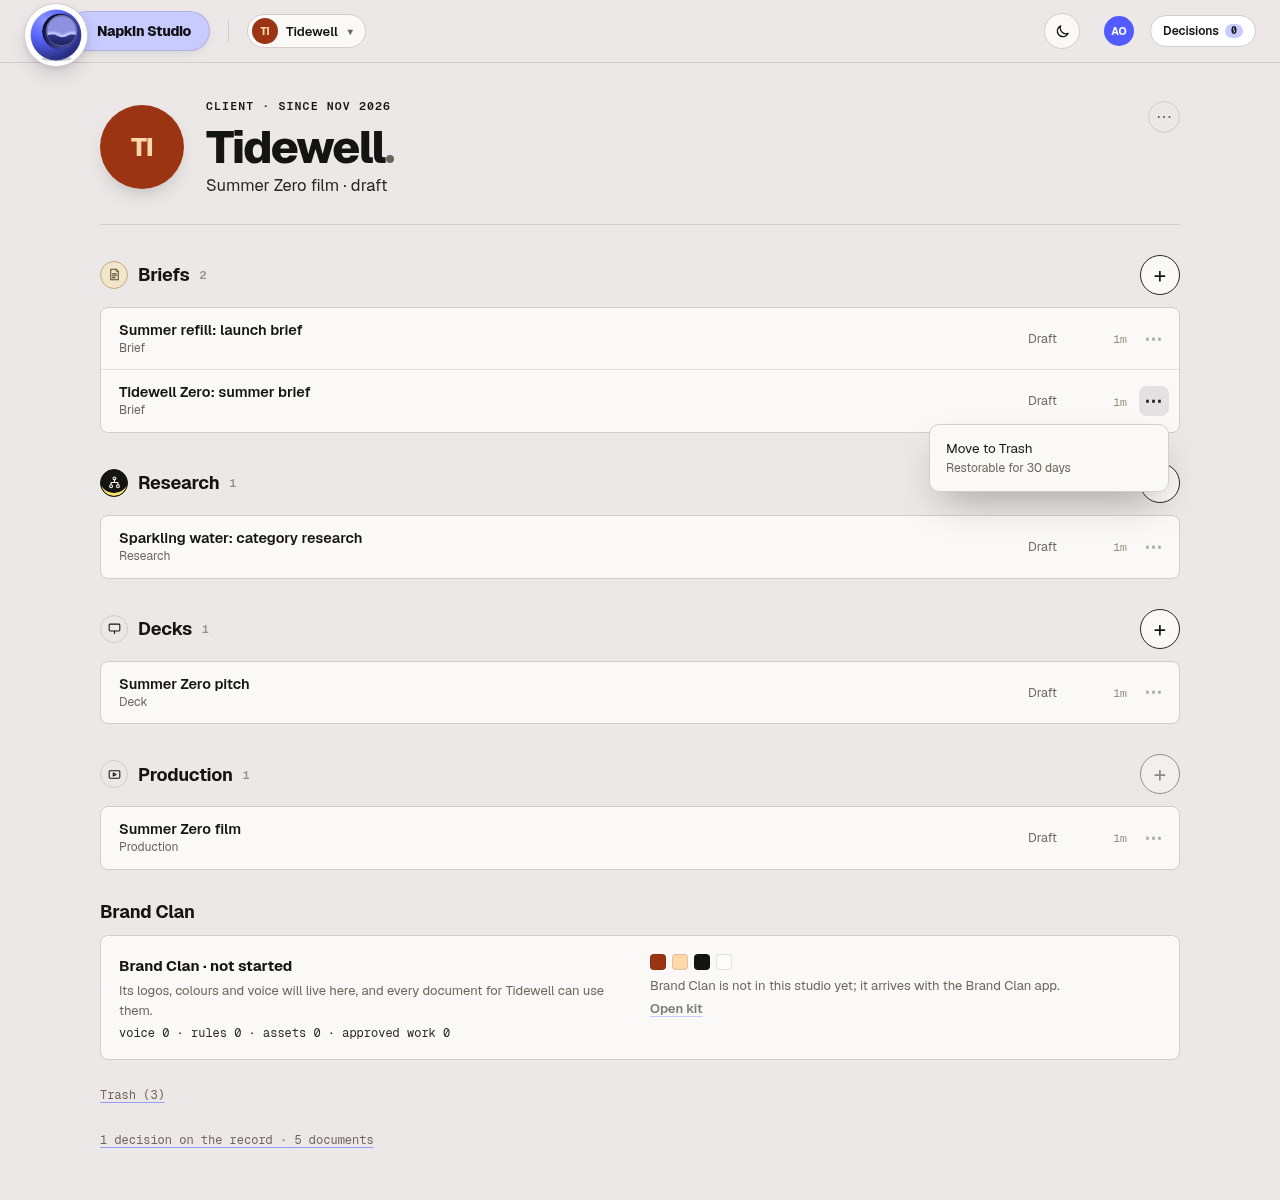 Napkin Studio
TI Tidewell ▾
AO
Decisions 0
TI
CLIENT · SINCE NOV 2026
Tidewell.
Summer Zero film · draft
Briefs 2
+
Summer refill: launch brief
Brief
Draft 1m
Tidewell Zero: summer brief
Brief
Draft 1m
Move to Trash
Restorable for 30 days
Research 1
Sparkling water: category research
Research
Draft 1m
Decks 1
+
Summer Zero pitch
Deck
Draft 1m
Production 1
+
Summer Zero film
Production
Draft 1m
Brand Clan
Brand Clan · not started
Its logos, colours and voice will live here, and every document for Tidewell can use
them.
voice 0 · rules 0 · assets 0 · approved work 0
Brand Clan is not in this studio yet; it arrives with the Brand Clan app.
Open kit
Trash (3)
1 decision on the record · 5 documents